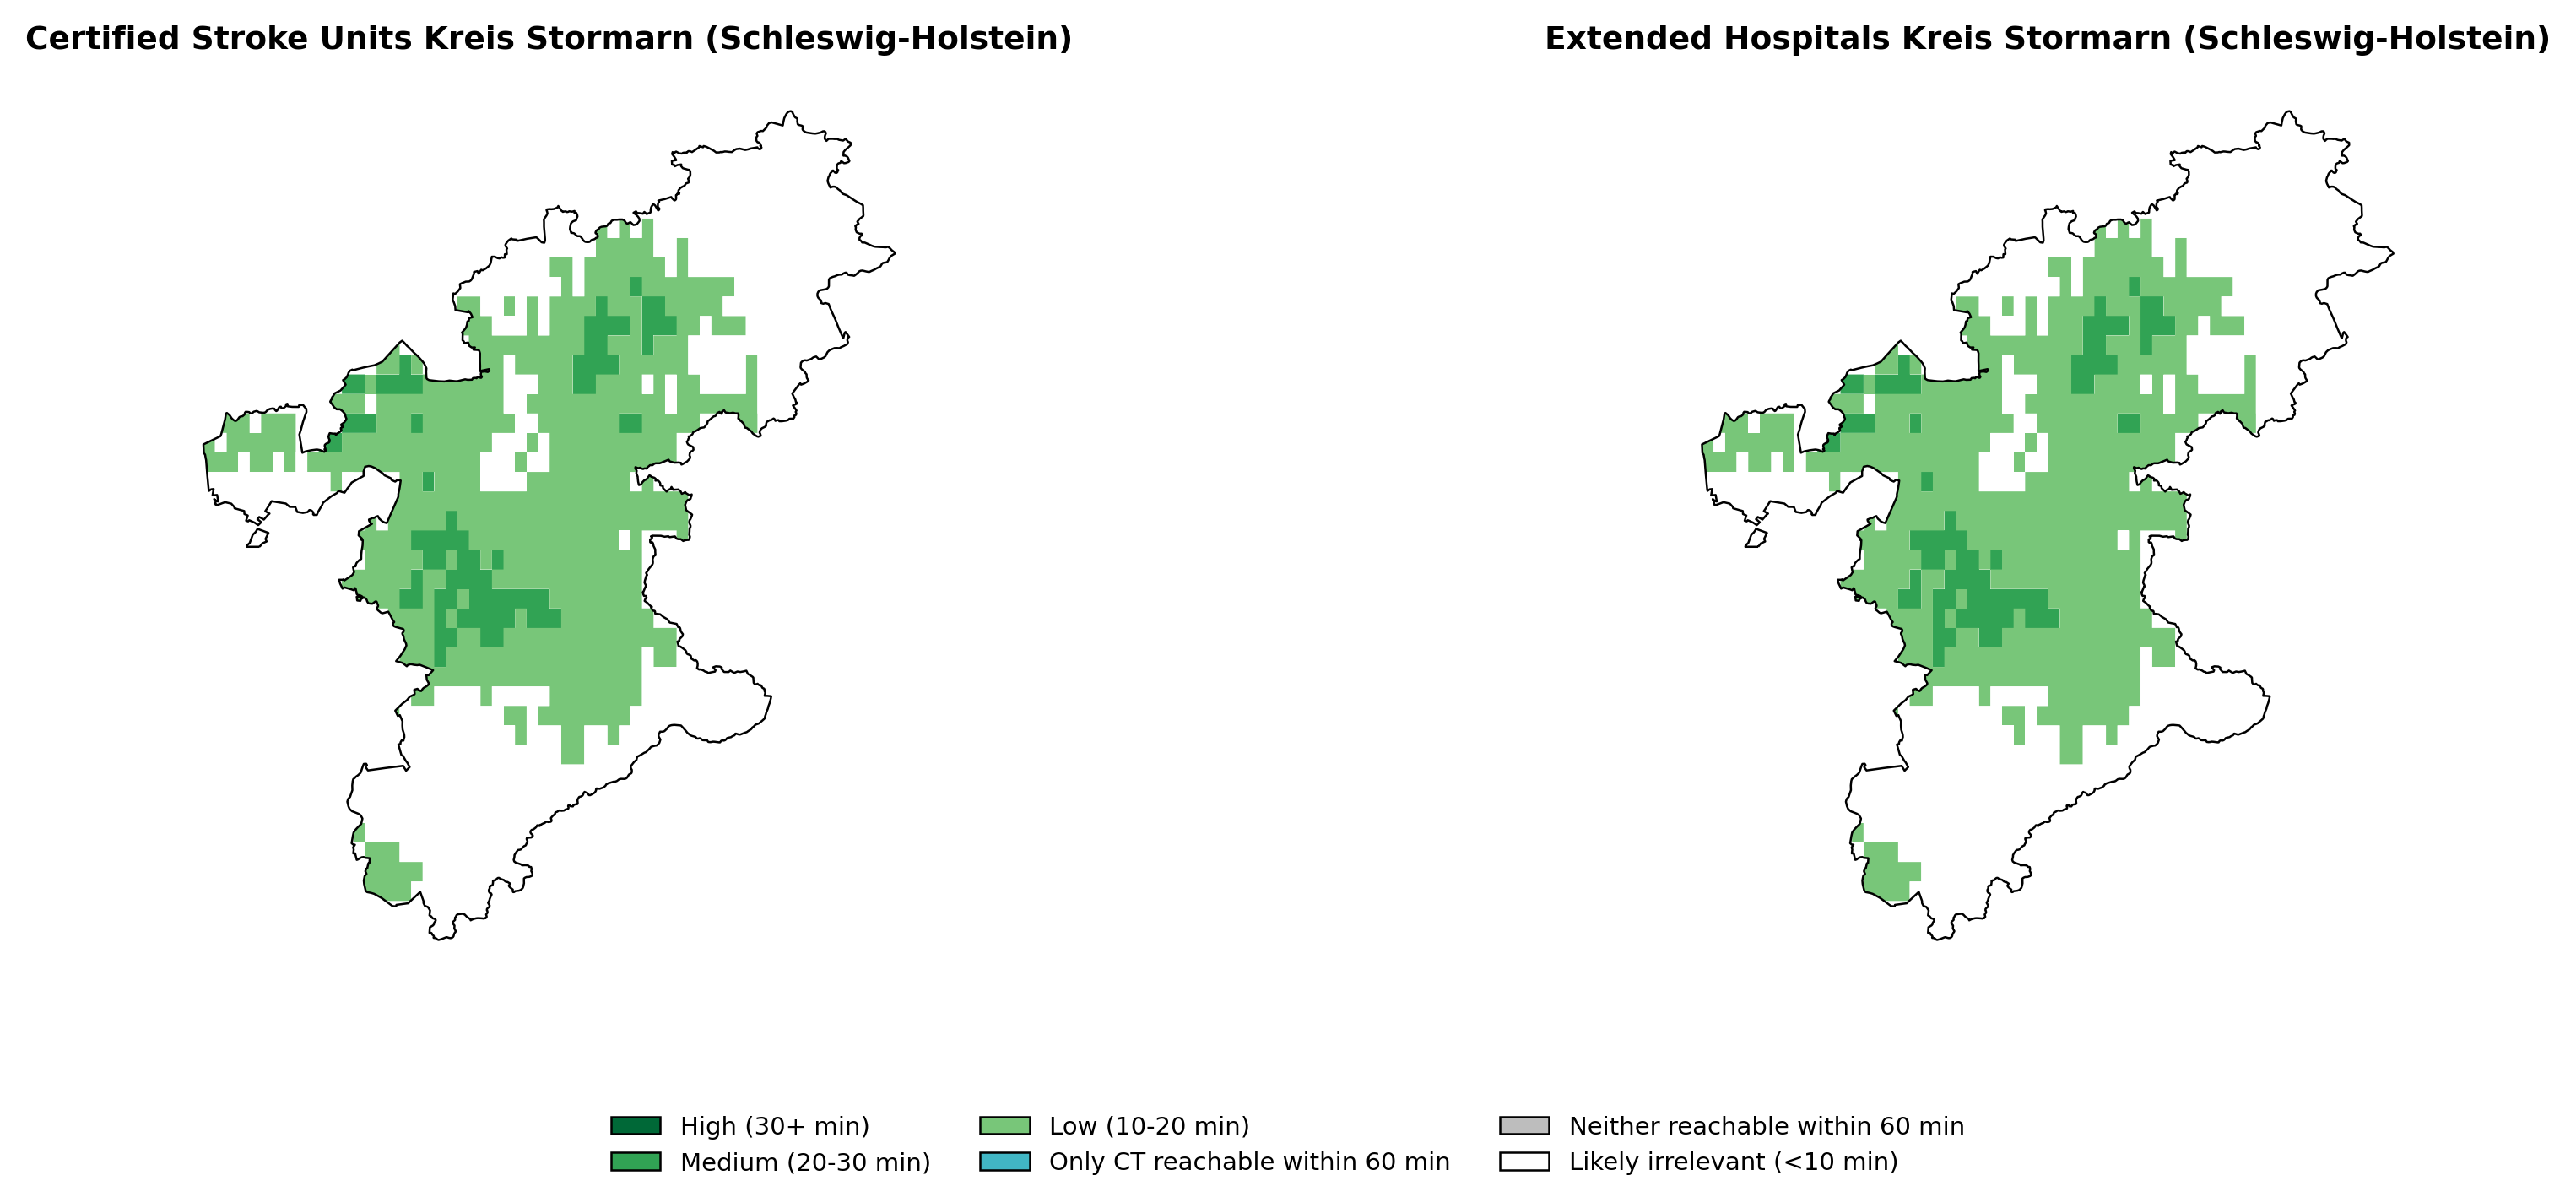 Certified Stroke Units Kreis Stormarn (Schleswig-Holstein)
Extended Hospitals Kreis Stormarn (Schleswig-Holstein)
High (30+ min)
Medium (20-30 min)
Low (10-20 min)
Only CT reachable within 60 min
Neither reachable within 60 min
Likely irrelevant (<10 min)